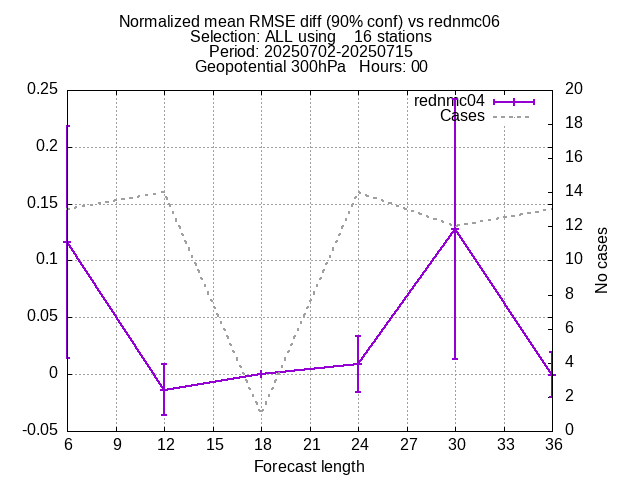 Normalized mean RMSE diff (90% conf) vs rednmc06
Selection: ALL using    16 stations
Period: 20250702-20250715
Geopotential 300hPa   Hours: 00
rednmc04
Cases
0.25
0.2
0.15
0.1
0.05
0
-0.05
20
18
16
14
12
10
8
6
4
2
0
No cases
6 9 12 15 18 21 24 27 30 33 36
Forecast length